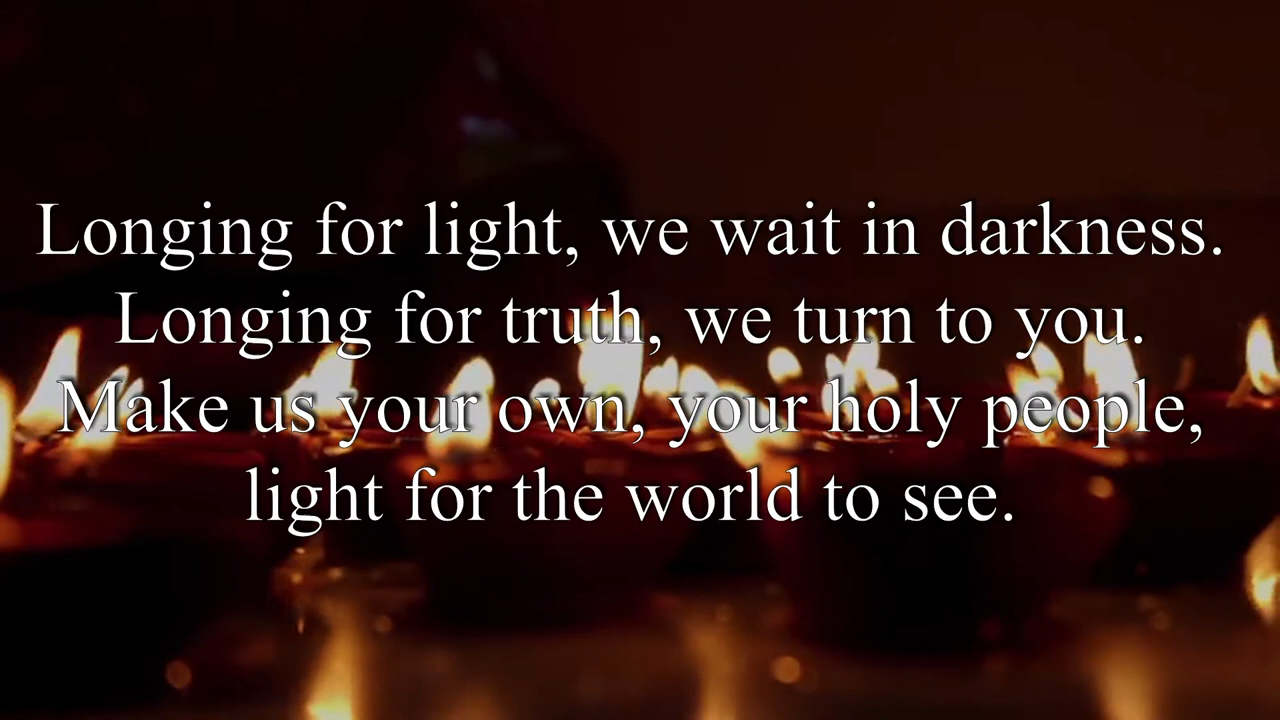 Longing for light, we wait in darkness.
Longing for truth, we turn to you.
Make us your own, your holy people,
light for the world to see.